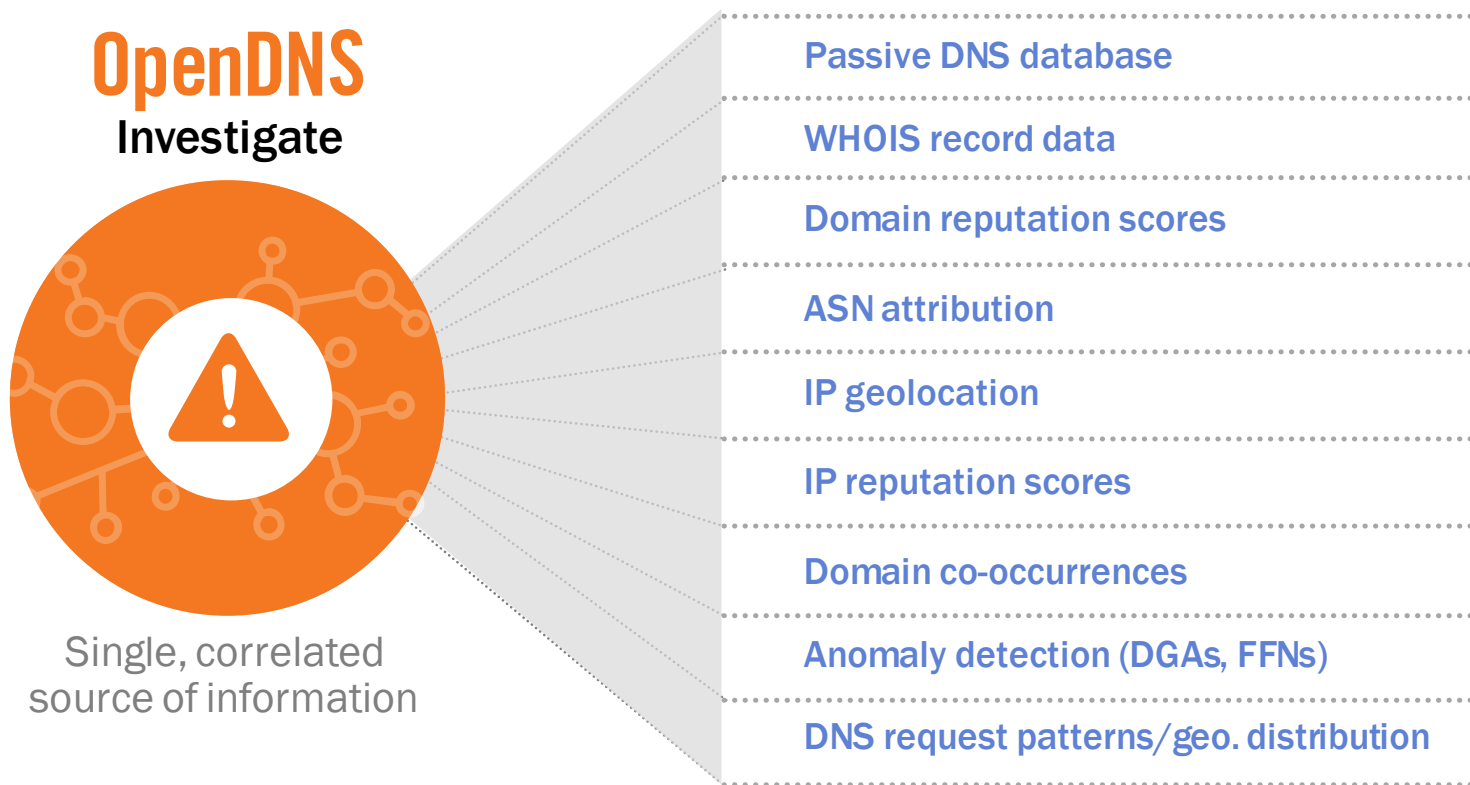 OpenDNS
Investigate
Single, correlated
source of information
Passive DNS database
WHOIS record data
Domain reputation scores
ASN attribution
IP geolocation
IP reputation scores
Domain co-occurrences
Anomaly detection (DGAs, FFNs)
DNS request patterns/geo. distribution